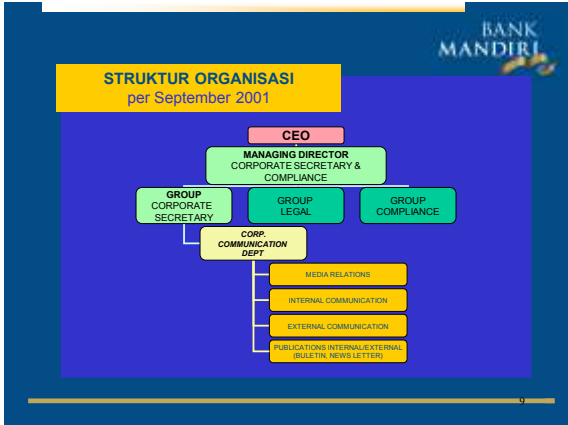 BANK
MANDIRI
STRUKTUR ORGANISASI
per September 2001
CEO
MANAGING DIRECTOR
CORPORATE SECRETARY &
COMPLIANCE
GROUP
CORPORATE
SECRETARY
GROUP
LEGAL
GROUP
COMPLIANCE
CORP.
COMMUNICATION
DEPT
MEDIA RELATIONS
INTERNAL COMMUNICATION
EXTERNAL COMMUNICATION
PUBLICATIONS INTERNAL/EXTERNAL
(BULETIN, NEWS LETTER)
9